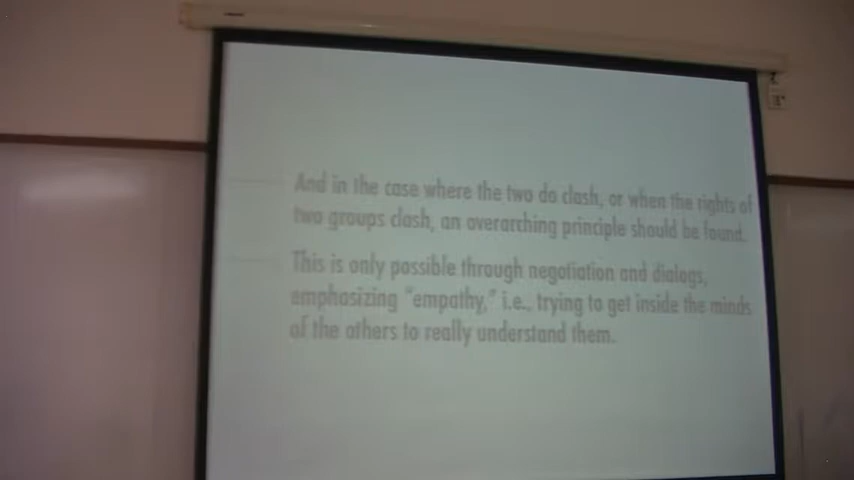 And in the case where the two do clash, or when the rights of
two groups clash, an overarching principle should be found.
This is only possible through negotiation and dialogs,
emphasizing "empathy," i.e., trying to get inside the minds
of the others to really understand them.